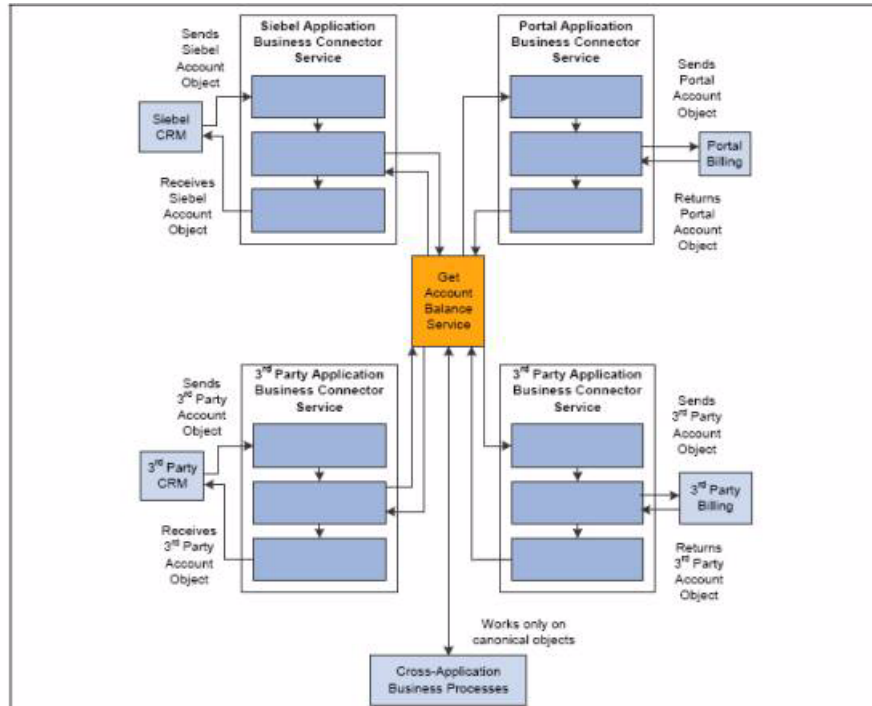 Siebel Application
Business Connector
Service
Portal Application
Business Connector
Service
Sends
Siebel
Account
Object
Sends
Portal
Account
Object
Siebel
CRM
Portal
Billing
Receives
Siebel
Account
Object
Returns
Portal
Account
Object
Get
Account
Balance
Service
3rd Party Application
Business Connector
Service
3rd Party Application
Business Connector
Service
Sends
3rd Party
Account
Object
Sends
3rd Party
Account
Object
3rd Party
CRM
3rd Party
Billing
Receives
3rd Party
Account
Object
Returns
3rd Party
Account
Object
Works only on
canonical objects
Cross-Application
Business Processes